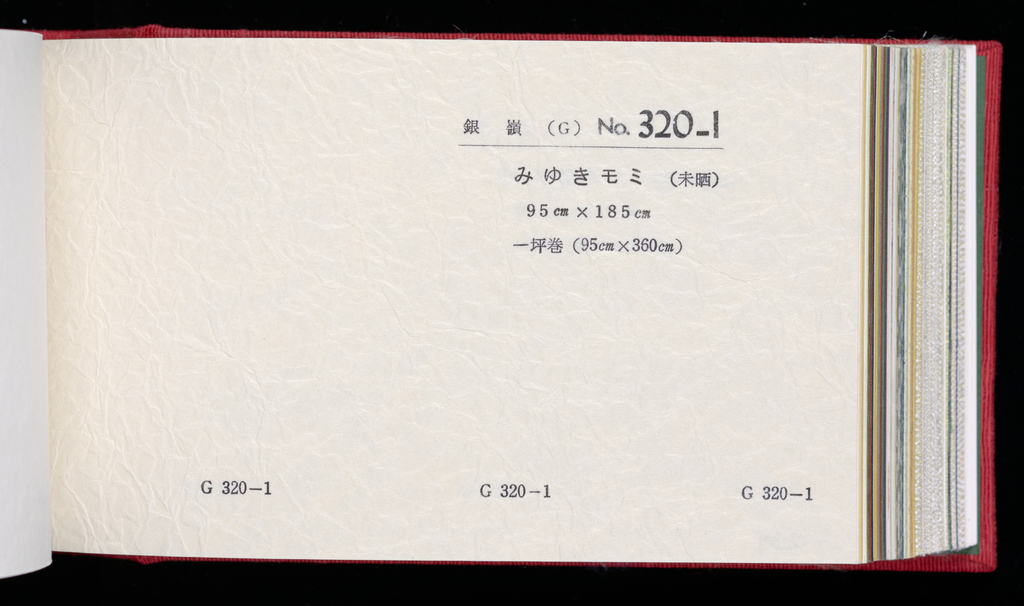 銀嶺 (G) No. 320-1
みゆきモミ (未晒)
95cm×185cm
一坪巻 (95cm×360cm)
G 320-1 G 320-1 G 320-1